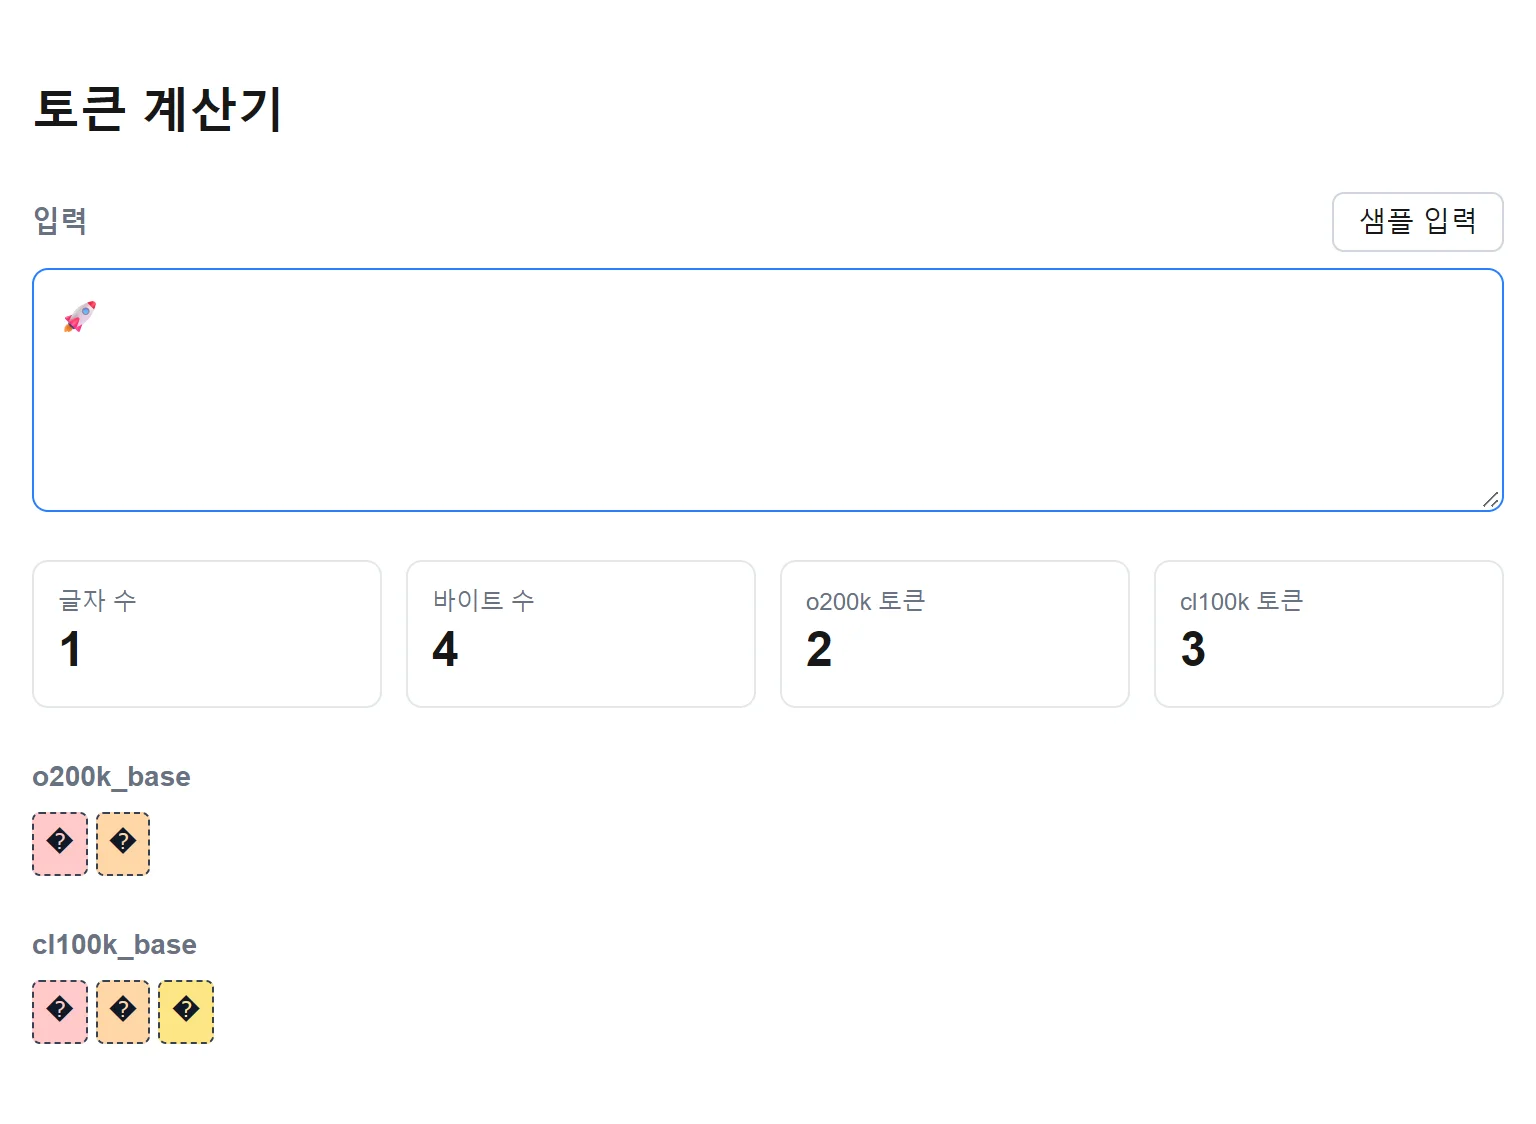 토큰 계산기
입력
샘플 입력
🚀
글자 수
1
바이트 수
4
o200k 토큰
2
cl100k 토큰
3
o200k_base
� �
cl100k_base
� � �